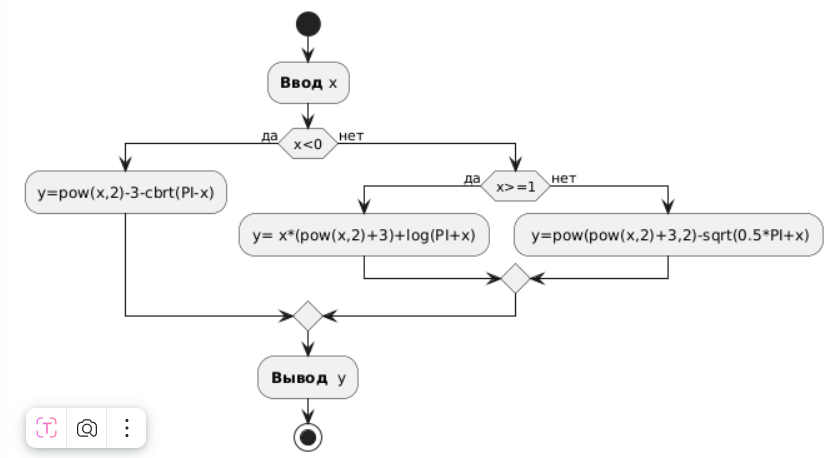 Ввод x
да
x<0
нет
y=pow(x,2)-3-cbrt(PI-x)
да
x>=1
нет
y= x*(pow(x,2)+3)+log(PI+x)
y=pow(pow(x,2)+3,2)-sqrt(0.5*PI+x)
Вывод y
T